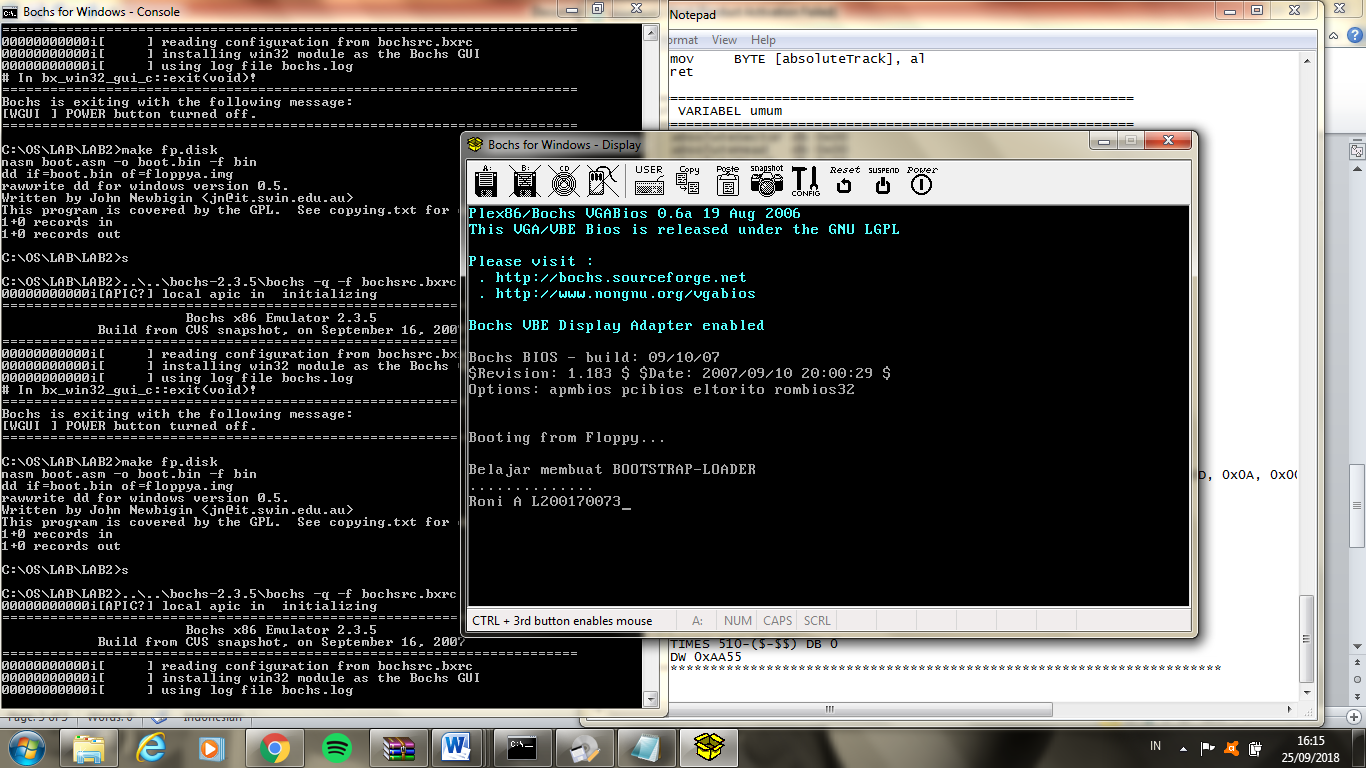 Bochs for Windows - Console
================================================================
00000000000i[ ] reading configuration from bochsrc.bxrc
00000000000i[ ] installing win32 module as the Bochs GUI
00000000000i[ ] using log file bochs.log
# In bx_win32_gui_c::exit(void)!
================================================================
Bochs is exiting with the following message:
[WGUI ] POWER button turned off.
================================================================
C:\OS\LAB\LAB2>make fp.disk
nasm boot.asm -o boot.bin -f bin
dd if=boot.bin of=floppya.img
rawwrite dd for windows version 0.5.
Written by John Newbigin <jn@it.swin.edu.au>
This program is covered by the GPL. See copying.txt for
1+0 records in
1+0 records out
C:\OS\LAB\LAB2>s
C:\OS\LAB\LAB2>..\..\bochs-2.3.5\bochs -q -f bochsrc.bxrc
00000000000i[APIC?] local apic in initializing
Bochs x86 Emulator 2.3.5
Build from CVS snapshot, on September 16, 2007
00000000000i[ ] reading configuration from bochsrc.bxrc
00000000000i[ ] installing win32 module as the Bochs
00000000000i[ ] using log file bochs.log
# In bx_win32_gui_c::exit(void)!
Bochs is exiting with the following message:
[WGUI ] POWER button turned off.
C:\OS\LAB\LAB2>make fp.disk
nasm boot.asm -o boot.bin -f bin
dd if=boot.bin of=floppya.img
rawwrite dd for windows version 0.5.
Written by John Newbigin <jn@it.swin.edu.au>
This program is covered by the GPL. See copying.txt for
1+0 records in
1+0 records out
C:\OS\LAB\LAB2>s
C:\OS\LAB\LAB2>..\..\bochs-2.3.5\bochs -q -f bochsrc.bxrc
00000000000i[APIC?] local apic in initializing
Bochs x86 Emulator 2.3.5
Build from CVS snapshot, on September 16, 2007
================================================================
00000000000i[ ] reading configuration from bochsrc.bxrc
00000000000i[ ] installing win32 module as the Bochs GUI
00000000000i[ ] using log file bochs.log
Notepad
ormat View Help
mov BYTE [absoluteTrack], al
ret
==========================================================
VARIABEL umum
==========================================================
D, 0x0A, 0x00
TIMES 510-($-$$) DB 0
DW 0xAA55
Bochs for Windows - Display
A: B: CD USER Copy Paste snapshot CONFIG Reset SUSPEND Power
Plex86/Bochs VGABios 0.6a 19 Aug 2006
This VGA/VBE Bios is released under the GNU LGPL
Please visit :
. http://bochs.sourceforge.net
. http://www.nongnu.org/vgabios
Bochs VBE Display Adapter enabled
Bochs BIOS - build: 09/10/07
$Revision: 1.183 $ $Date: 2007/09/10 20:00:29 $
Options: apmbios pcibios eltorito rombios32
Booting from Floppy...
Belajar membuat BOOTSTRAP-LOADER
..............
Roni A L200170073_
CTRL + 3rd button enables mouse A: NUM CAPS SCRL
IN
16:15
25/09/2018